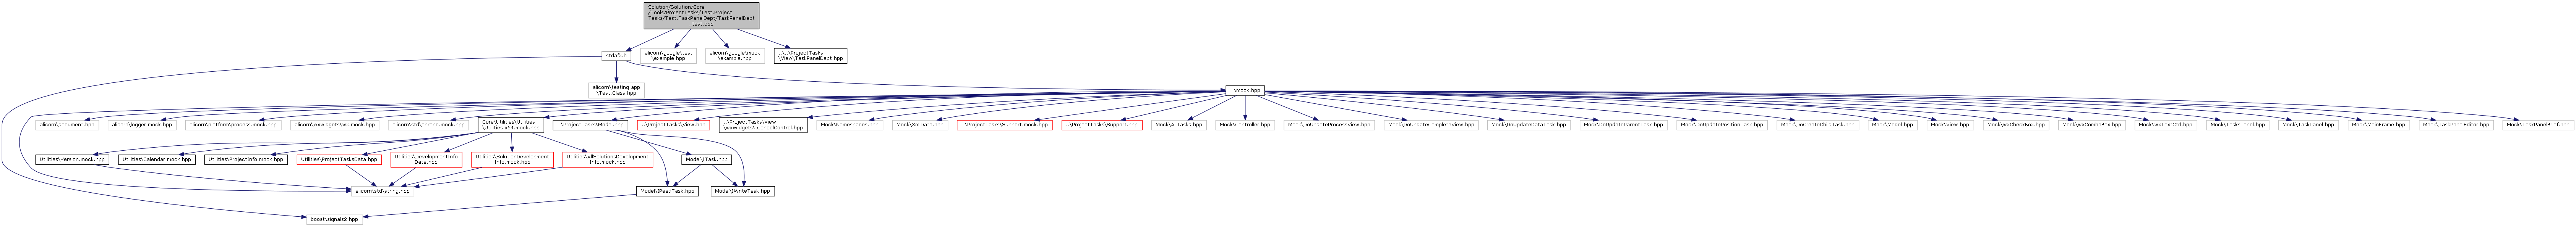 Solution/Solution/Core
/Tools/ProjectTasks/Test.Project
Tasks/Test.TaskPanelDept/TaskPanelDept
_test.cpp
stdafx.h
alicorn\google\test
\example.hpp
alicorn\google\mock
\example.hpp
..\..\ProjectTasks
\View\TaskPanelDept.hpp
alicorn\testing.app
\Test.Class.hpp
..\mock.hpp
alicorn\document.hpp
alicorn\logger.mock.hpp
alicorn\platform\process.mock.hpp
alicorn\wxwidgets\wx.mock.hpp
alicorn\std\chrono.mock.hpp
Core\Utilities\Utilities
\Utilities.x64.mock.hpp
..\ProjectTasks\Model.hpp
..\ProjectTasks\View.hpp
..\ProjectTasks\View
\wxWidgets\ICancelControl.hpp
Mock\Namespaces.hpp
Mock\XmlData.hpp
..\ProjectTasks\Support.mock.hpp
..\ProjectTasks\Support.hpp
Mock\AllTasks.hpp
Mock\Controller.hpp
Mock\DoUpdateProcessView.hpp
Mock\DoUpdateCompleteView.hpp
Mock\DoUpdateDataTask.hpp
Mock\DoUpdateParentTask.hpp
Mock\DoUpdatePositionTask.hpp
Mock\DoCreateChildTask.hpp
Mock\Model.hpp
Mock\View.hpp
Mock\wxCheckBox.hpp
Mock\wxComboBox.hpp
Mock\wxTextCtrl.hpp
Mock\TasksPanel.hpp
Mock\TaskPanel.hpp
Mock\MainFrame.hpp
Mock\TaskPanelEditor.hpp
Mock\TaskPanelBrief.hpp
Utilities\Version.mock.hpp
Utilities\Calendar.mock.hpp
Utilities\ProjectInfo.mock.hpp
Utilities\ProjectTasksData.hpp
Utilities\DevelopmentInfo
Data.hpp
Utilities\SolutionDevelopment
Info.mock.hpp
Utilities\AllSolutionsDevelopment
Info.mock.hpp
Model\ITask.hpp
alicorn\std\string.hpp
Model\IReadTask.hpp
Model\IWriteTask.hpp
boost\signals2.hpp